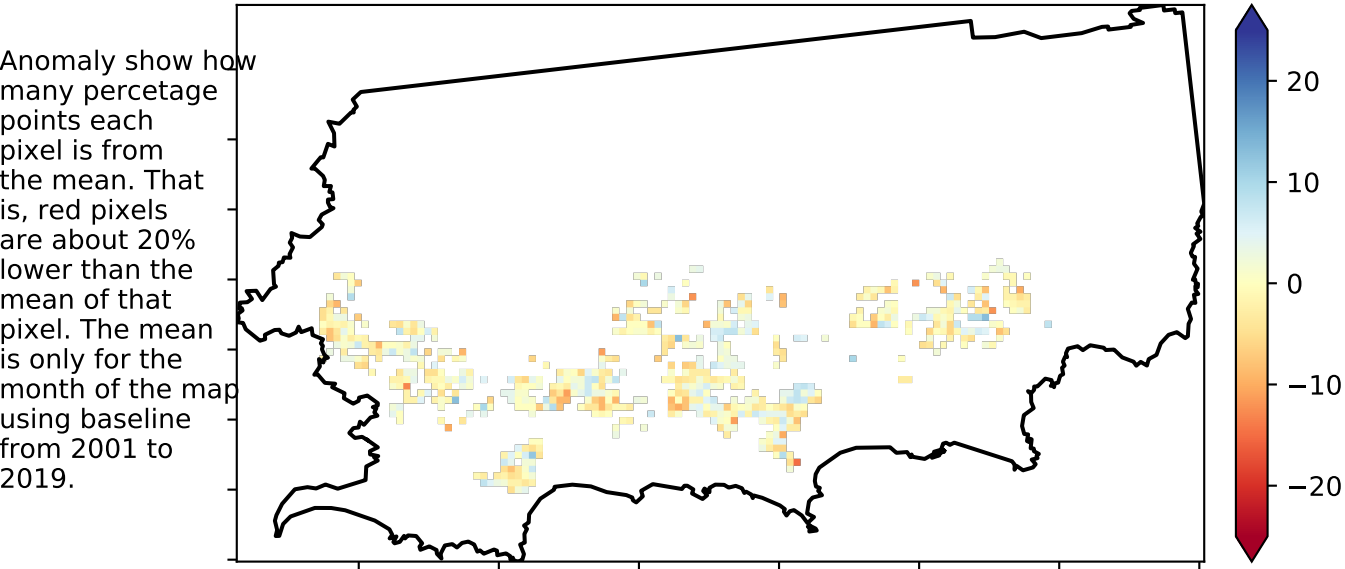 Anomaly show how
many percetage
points each
pixel is from
the mean. That
is, red pixels
are about 20%
lower than the
mean of that
pixel. The mean
is only for the
month of the map
using baseline
from 2001 to
2019.
20
10
0
−10
−20